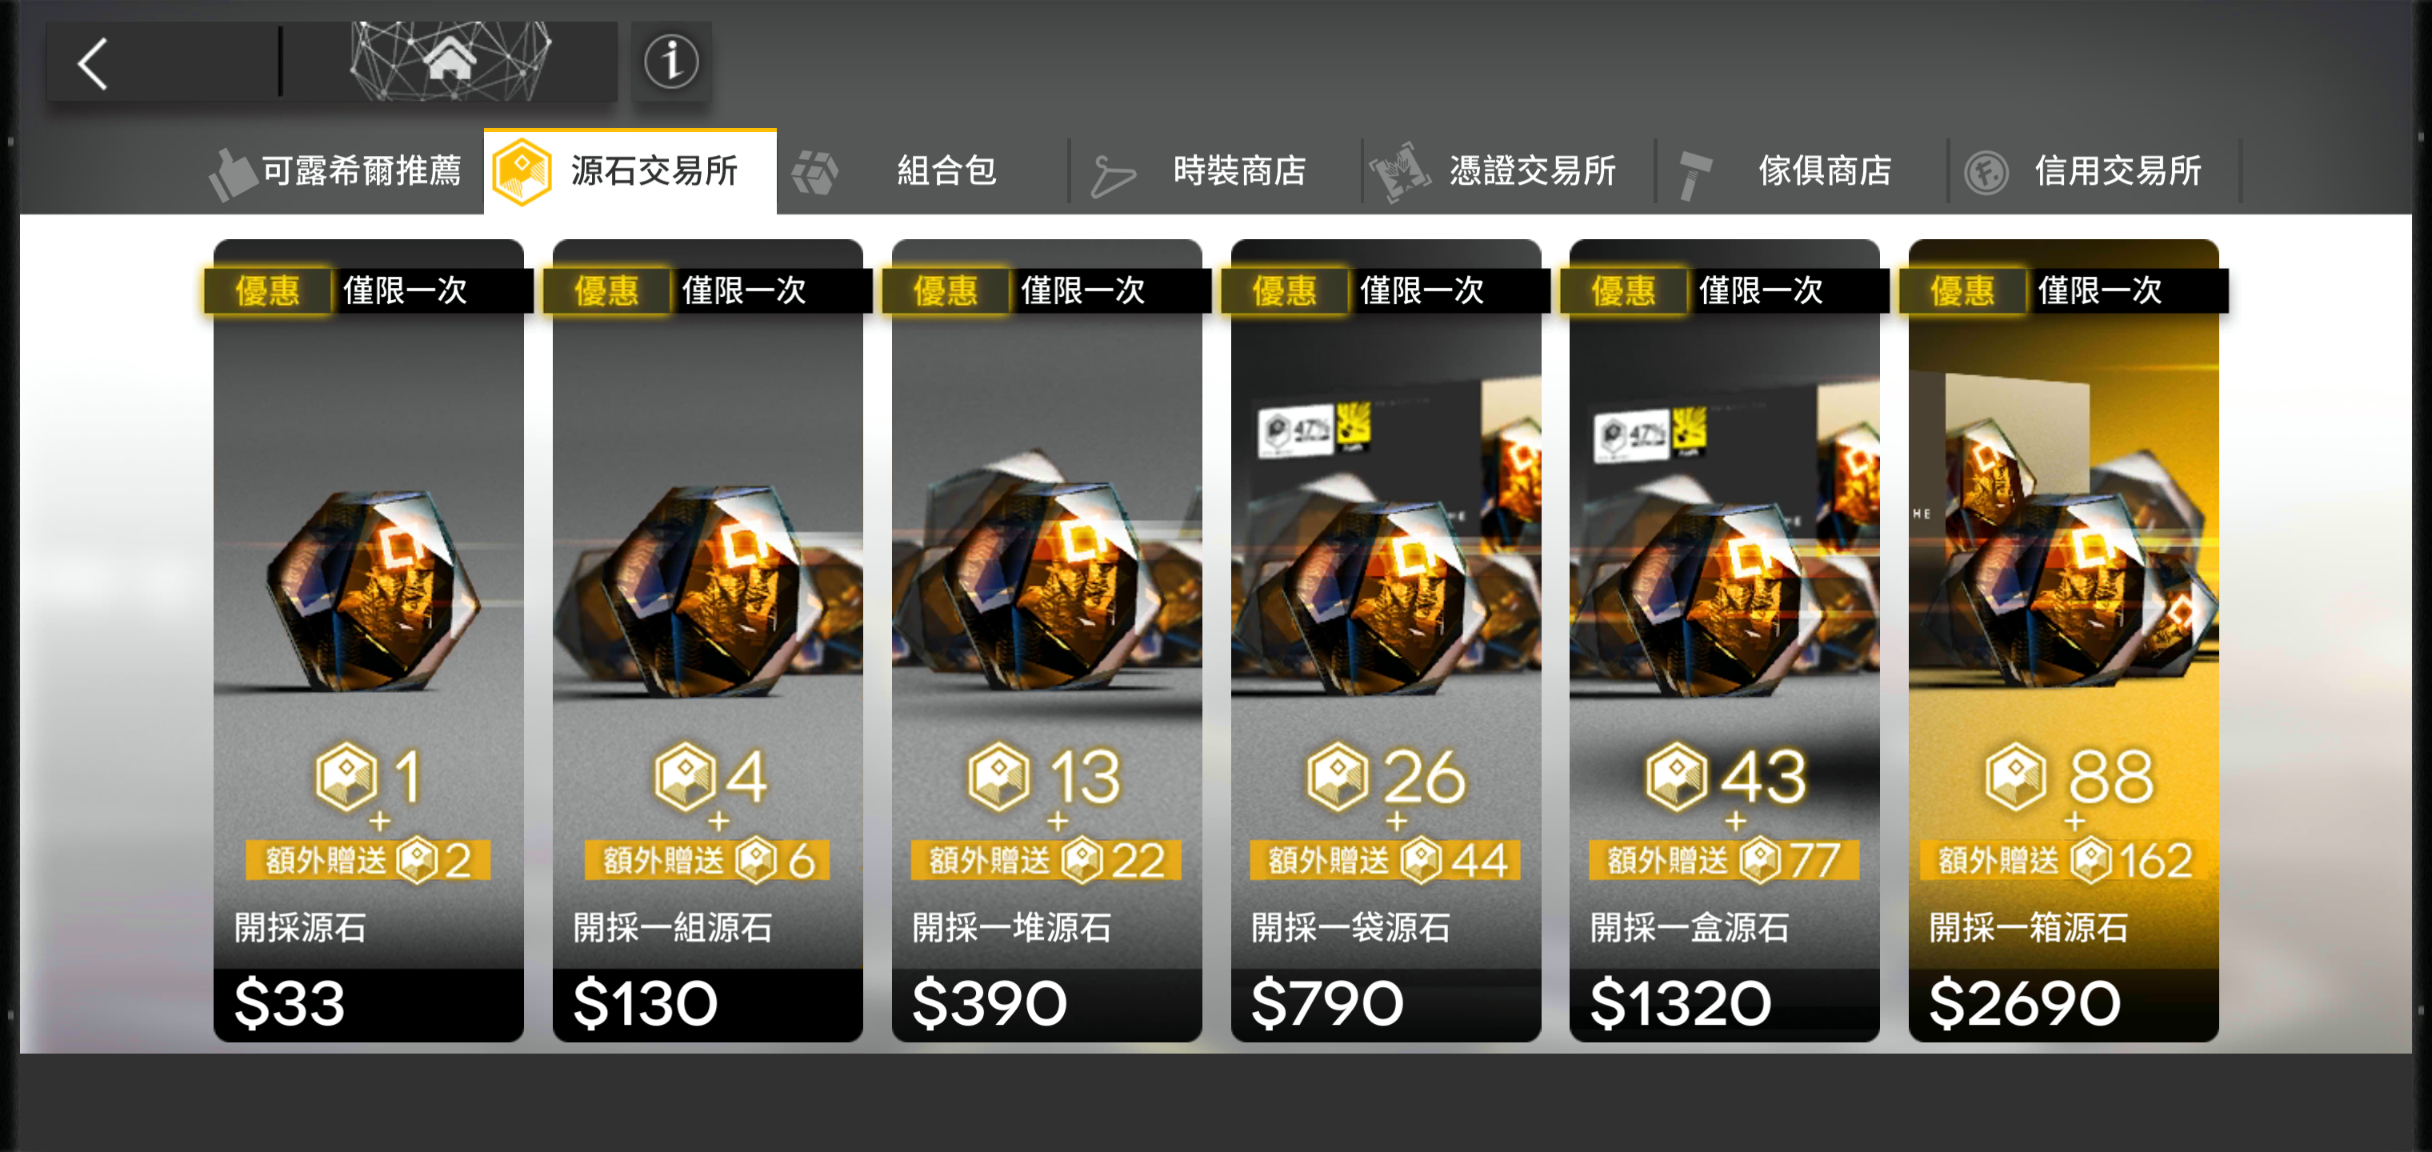 可露希爾推薦
源石交易所
組合包
時裝商店
憑證交易所
傢俱商店
信用交易所
優惠 僅限一次
1
+
額外贈送 2
開採源石
$33
優惠 僅限一次
4
+
額外贈送 6
開採一組源石
$130
優惠 僅限一次
13
+
額外贈送 22
開採一堆源石
$390
優惠 僅限一次
47%
26
+
額外贈送 44
開採一袋源石
$790
優惠 僅限一次
47%
43
+
額外贈送 77
開採一盒源石
$1320
優惠 僅限一次
HE
88
+
額外贈送 162
開採一箱源石
$2690